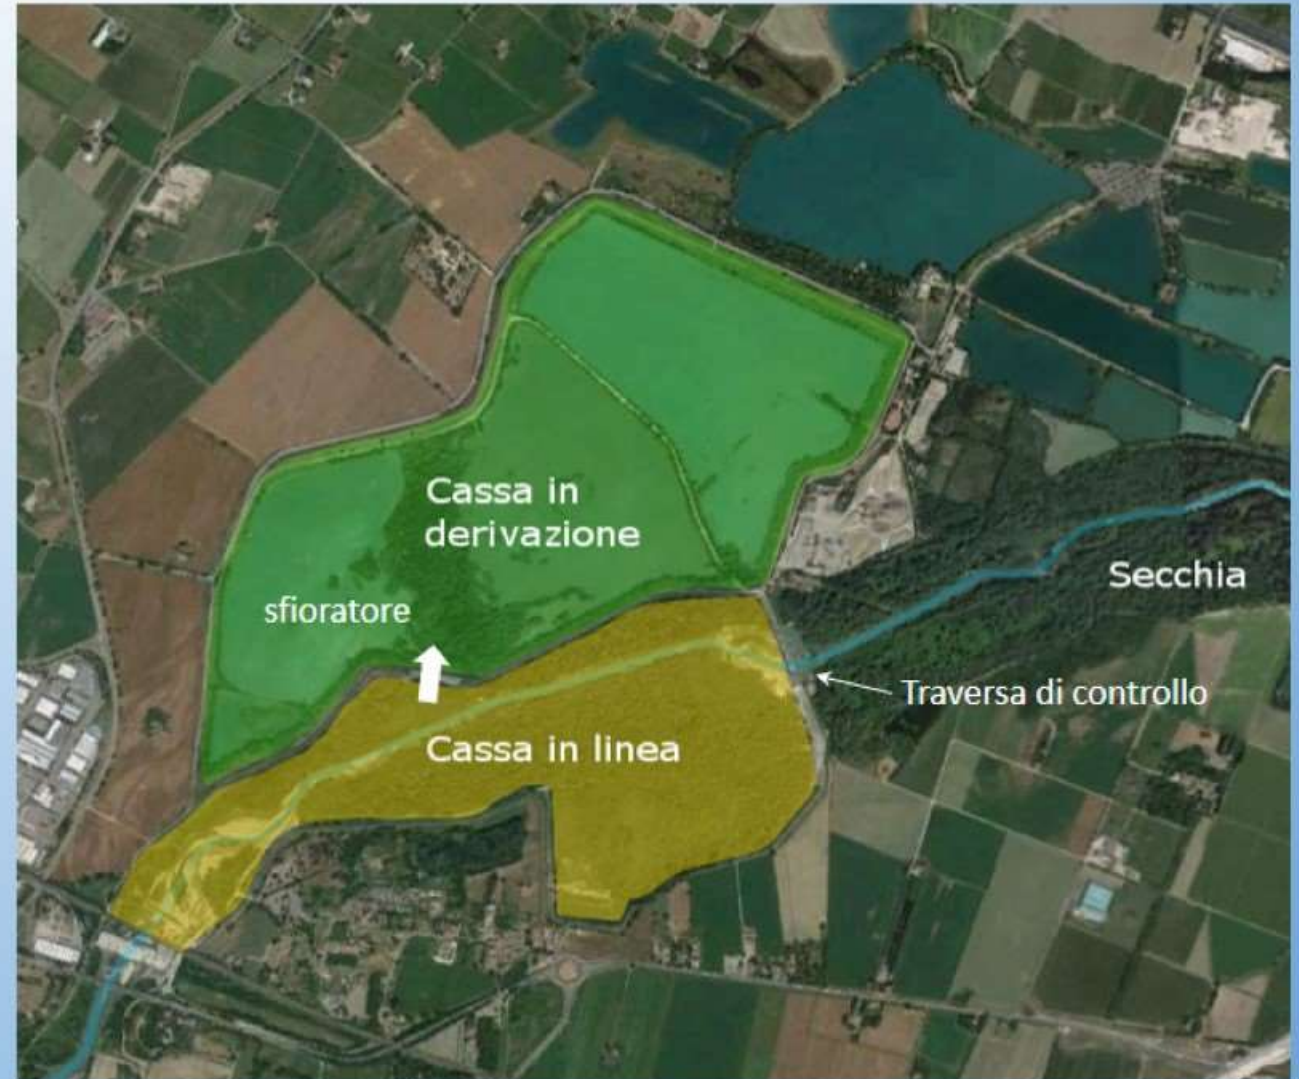 Cassa in
derivazione
sfioratore
Secchia
Traversa di controllo
Cassa in linea